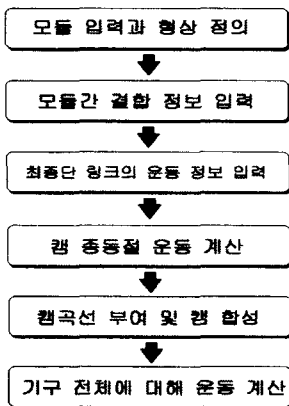 모듈 입력과 형상 정의
모듈간 결합 정보 입력
최종단 링크의 운동 정보 입력
캠 종동절 운동 계산
캠곡선 부여 및 캠 합성
기구 전체에 대해 운동 계산